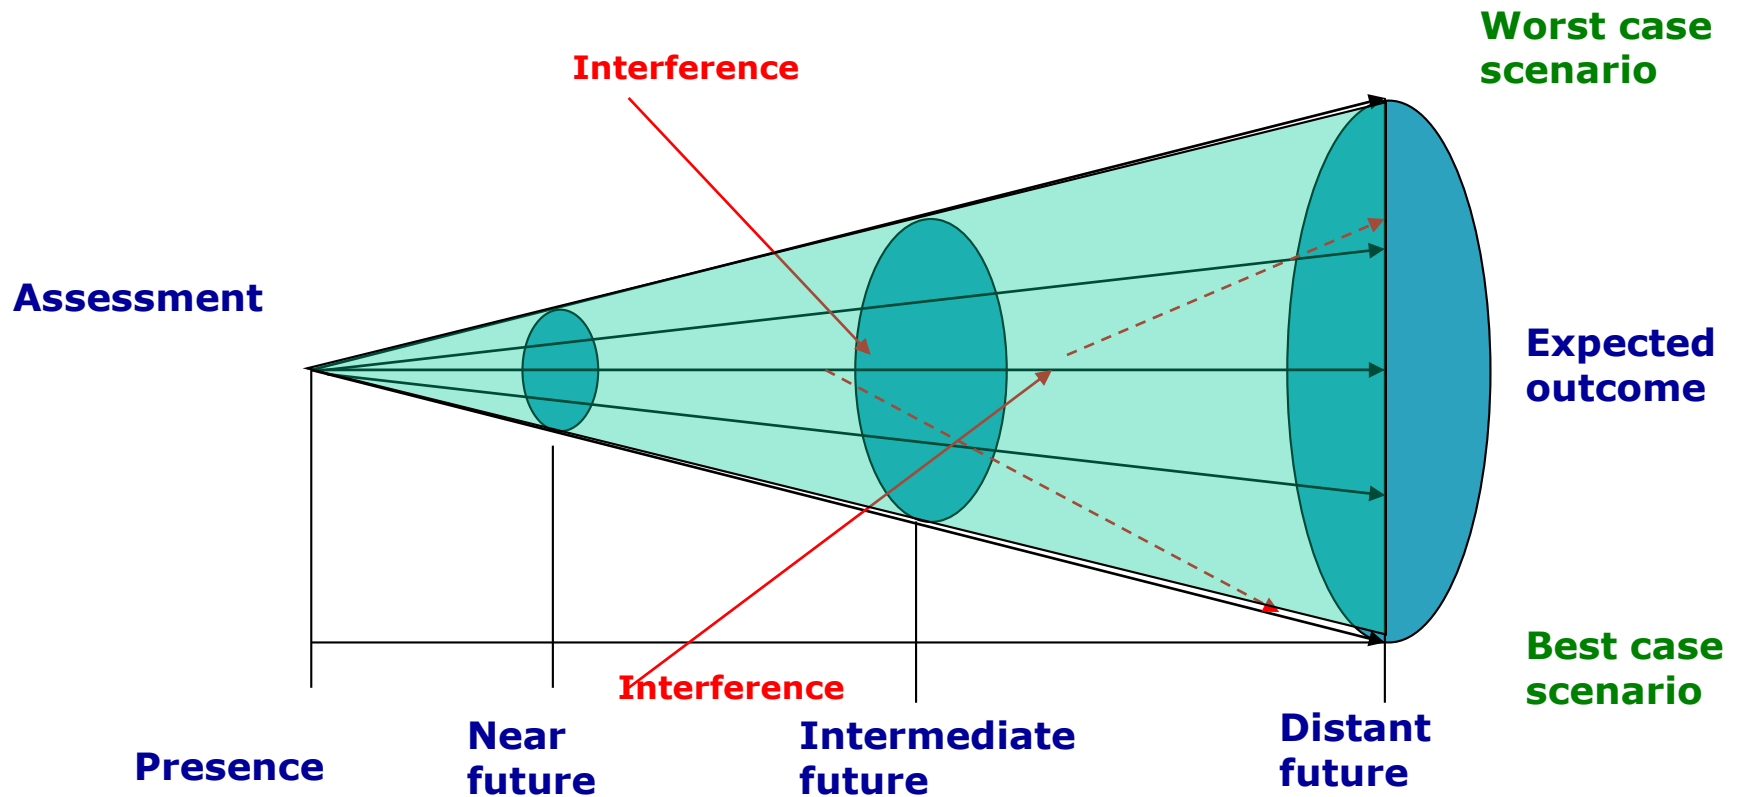 Worst case
scenario
Interference
Assessment
Expected
outcome
Best case
scenario
Interference
Presence
Near
future
Intermediate
future
Distant
future